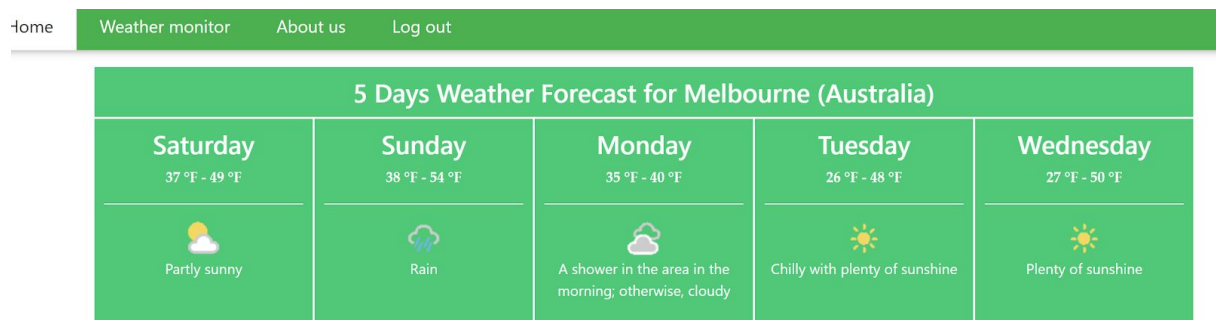 Home Weather monitor About us Log out
5 Days Weather Forecast for Melbourne (Australia)
Saturday Sunday Monday Tuesday Wednesday
37 °F - 49 °F 38 °F - 54 °F 35 °F - 40 °F 26 °F - 48 °F 27 °F - 50 °F
Partly sunny Rain A shower in the area in the Chilly with plenty of sunshine Plenty of sunshine
morning; otherwise, cloudy